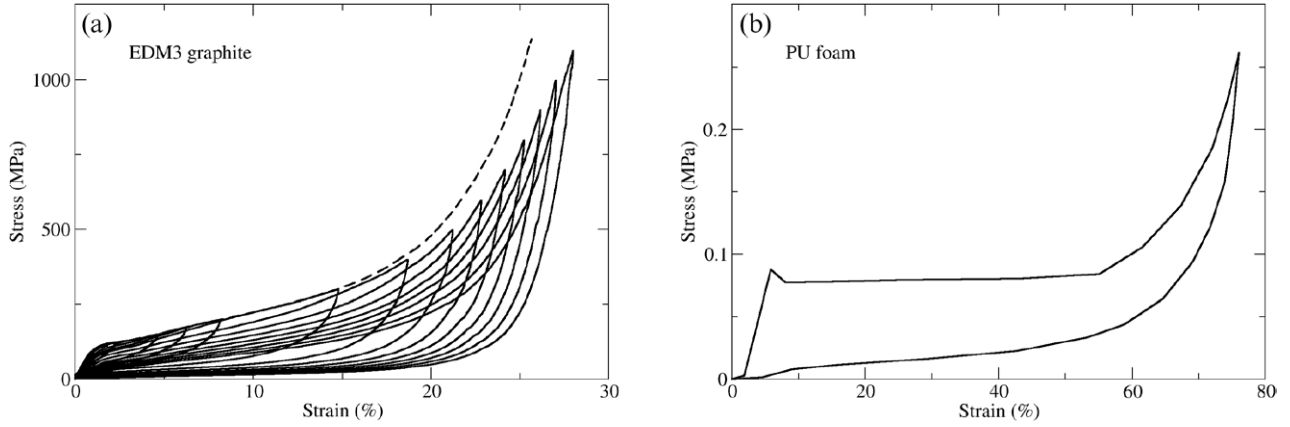 (a)
EDM3 graphite
1000
500
0
Stress (MPa)
0 10 20 30
Strain (%)
(b)
PU foam
0.2
0.1
0
Stress (MPa)
0 20 40 60 80
Strain (%)